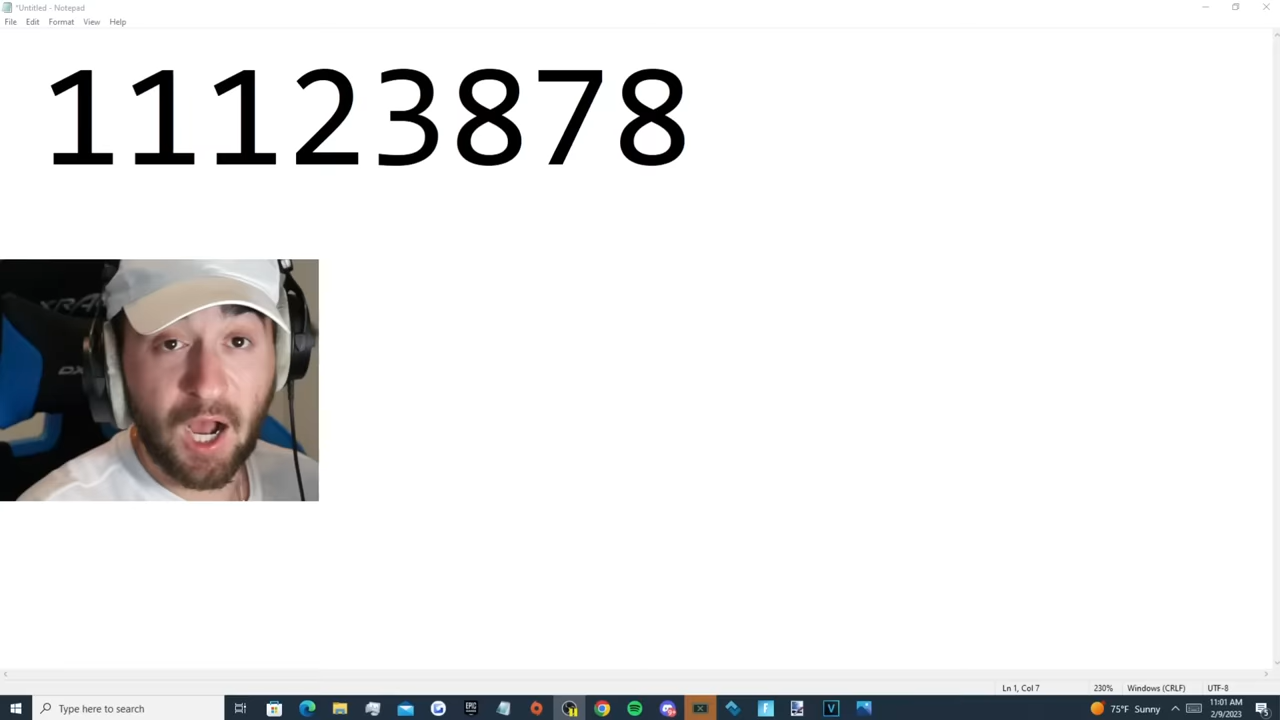 *Untitled - Notepad
File Edit Format View Help
11123878
Ln 1, Col 7 230% Windows (CRLF) UTF-8
Type here to search
75°F Sunny
11:01 AM
2/9/2023